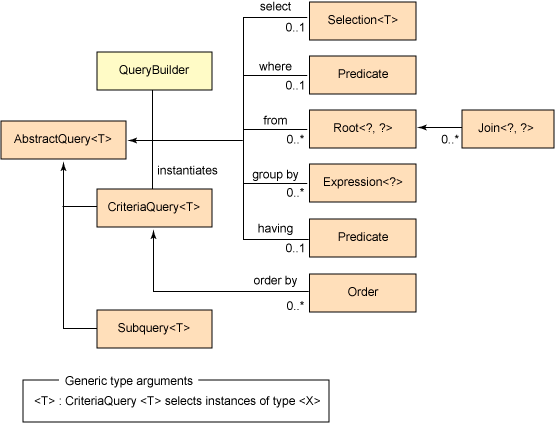 select
Selection<T>
0..1
QueryBuilder
where
Predicate
0..1
AbstractQuery<T>
from
Root<?, ?>
Join<?, ?>
0..*
0..*
instantiates
group by
Expression<?>
0..*
CriteriaQuery<T>
having
Predicate
0..1
order by
Order
0..*
Subquery<T>
Generic type arguments
<T> : CriteriaQuery <T> selects instances of type <X>